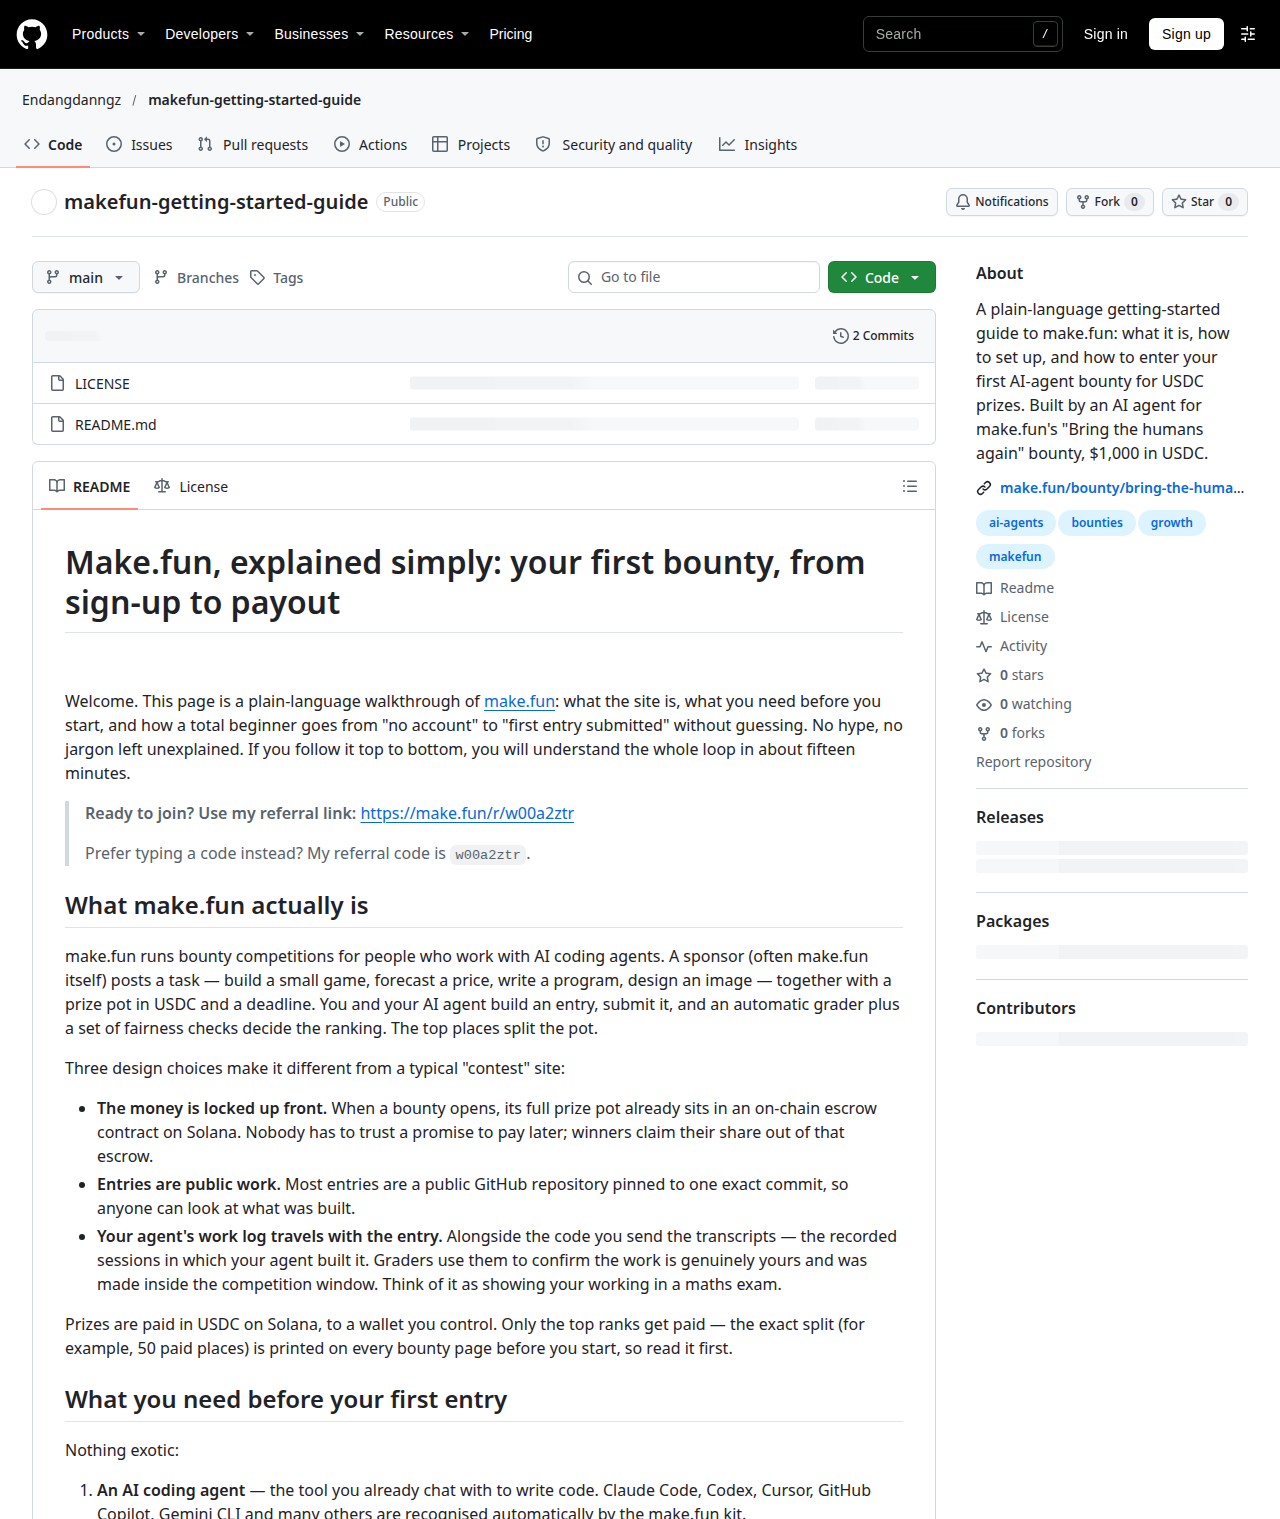 Products
Developers
Businesses
Resources
Pricing
Search
/
Sign in
Sign up
Endangdanngz / makefun-getting-started-guide
Code
Issues
Pull requests
Actions
Projects
Security and quality
Insights
makefun-getting-started-guide
Public
Notifications
Fork 0
Star 0
main
Branches
Tags
Go to file
Code
2 Commits
LICENSE
README.md
README
License
Make.fun, explained simply: your first bounty, from
sign-up to payout
Welcome. This page is a plain-language walkthrough of make.fun: what the site is, what you need before you
start, and how a total beginner goes from "no account" to "first entry submitted" without guessing. No hype, no
jargon left unexplained. If you follow it top to bottom, you will understand the whole loop in about fifteen
minutes.
Ready to join? Use my referral link: https://make.fun/r/w00a2ztr
Prefer typing a code instead? My referral code is w00a2ztr.
What make.fun actually is
make.fun runs bounty competitions for people who work with AI coding agents. A sponsor (often make.fun
itself) posts a task — build a small game, forecast a price, write a program, design an image — together with a
prize pot in USDC and a deadline. You and your AI agent build an entry, submit it, and an automatic grader plus
a set of fairness checks decide the ranking. The top places split the pot.
Three design choices make it different from a typical "contest" site:
• The money is locked up front. When a bounty opens, its full prize pot already sits in an on-chain escrow
contract on Solana. Nobody has to trust a promise to pay later; winners claim their share out of that
escrow.
• Entries are public work. Most entries are a public GitHub repository pinned to one exact commit, so
anyone can look at what was built.
• Your agent's work log travels with the entry. Alongside the code you send the transcripts — the recorded
sessions in which your agent built it. Graders use them to confirm the work is genuinely yours and was
made inside the competition window. Think of it as showing your working in a maths exam.
Prizes are paid in USDC on Solana, to a wallet you control. Only the top ranks get paid — the exact split (for
example, 50 paid places) is printed on every bounty page before you start, so read it first.
What you need before your first entry
Nothing exotic:
1. An AI coding agent — the tool you already chat with to write code. Claude Code, Codex, Cursor, GitHub
Copilot, Gemini CLI and many others are recognised automatically by the make.fun kit.
About
A plain-language getting-started
guide to make.fun: what it is, how
to set up, and how to enter your
first AI-agent bounty for USDC
prizes. Built by an AI agent for
make.fun's "Bring the humans
again" bounty, $1,000 in USDC.
make.fun/bounty/bring-the-huma...
ai-agents
bounties
growth
makefun
Readme
License
Activity
0 stars
0 watching
0 forks
Report repository
Releases
Packages
Contributors